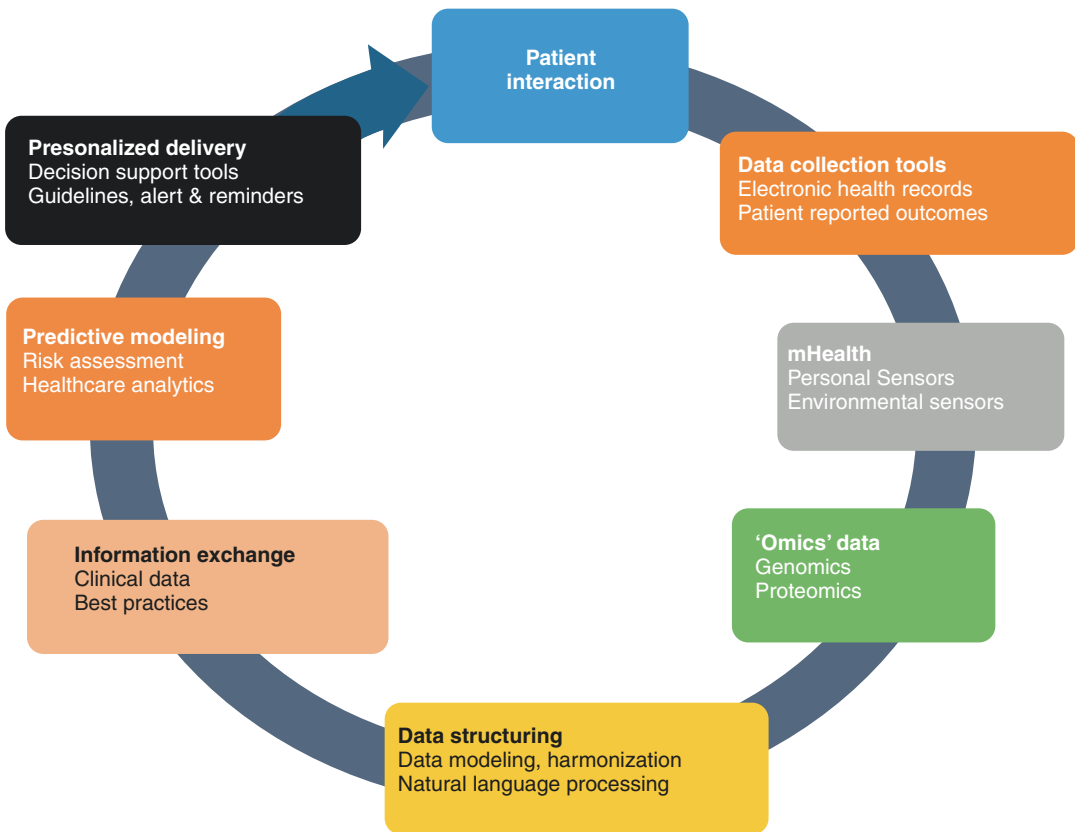 Patient
interaction
Data collection tools
Electronic health records
Patient reported outcomes
mHealth
Personal Sensors
Environmental sensors
‘Omics’ data
Genomics
Proteomics
Data structuring
Data modeling, harmonization
Natural language processing
Information exchange
Clinical data
Best practices
Predictive modeling
Risk assessment
Healthcare analytics
Presonalized delivery
Decision support tools
Guidelines, alert & reminders